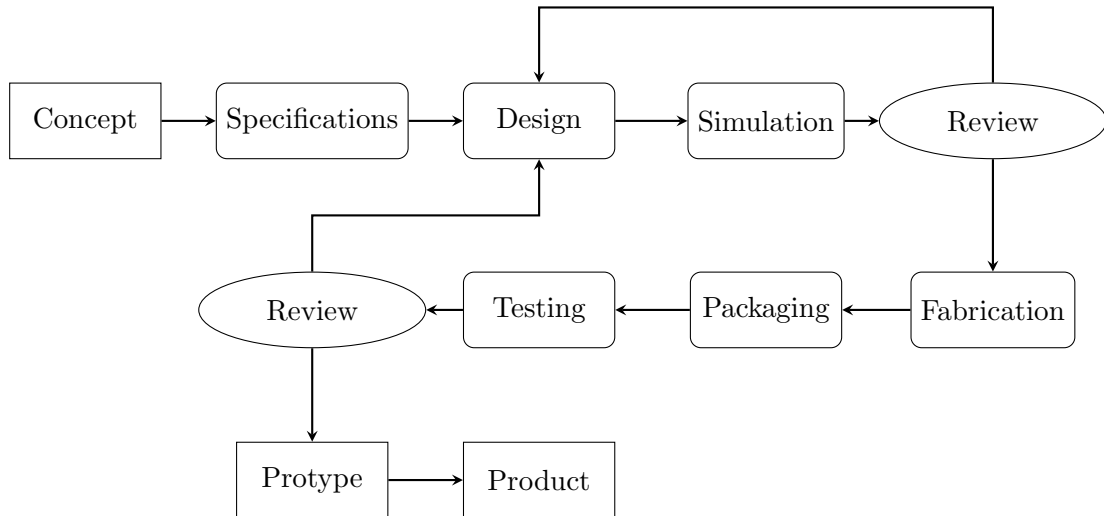 Concept
Specifications
Design
Simulation
Review
Review
Testing
Packaging
Fabrication
Protype
Product